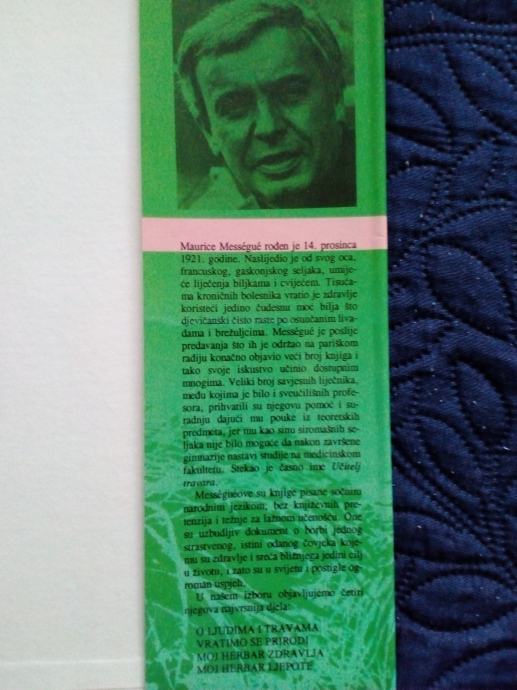 Maurice Mességué rođen je 14. prosinca
1921. godine. Naslijedio je od svog oca,
francuskog, gaskonjskog seljaka, umije-
će liječenja biljkama i cvijećem. Tisuća-
ma kroničnih bolesnika vratio je zdravlje
koristeći jedino čudesnu moć bilja što
djevičanski čisto raste po osunčanim liva-
dama i brežuljcima. Mességué je poslije
predavanja što ih je održao na pariškom
radiju konačno objavio veći broj knjiga i
tako svoje iskustvo učinio dostupnim
mnogima. Veliki broj savjesnih liječnika,
među kojima je bilo i sveučilišnih profe-
sora, prihvatili su njegovu pomoć i su-
radnju dajući mu pouke iz teoretskih
predmeta, jer mu kao sinu siromašnih se-
ljaka nije bilo moguće da nakon završene
gimnazije nastavi studije na medicinskom
fakultetu. Stekao je časno ime Učitelj
travara.
Mességuéove su knjige pisane sočnim
narodnim jezikom, bez književnih pre-
tenzija i težnje za lažnom učenošću. One
su uzbudljiv dokument o borbi jednog
strastvenog, istini odanog čovjeka koje-
mu su zdravlje i sreća bližnjega jedini cilj
u životu, i zato su u svijetu i postigle og-
roman uspjeh.
U našem izboru objavljujemo četiri
njegova najvrsnija djela:
O LJUDIMA I TRAVAMA
VRATIMO SE PRIRODI
MOJ HERBAR ZDRAVLJA
MOJ HERBAR LJEPOTE